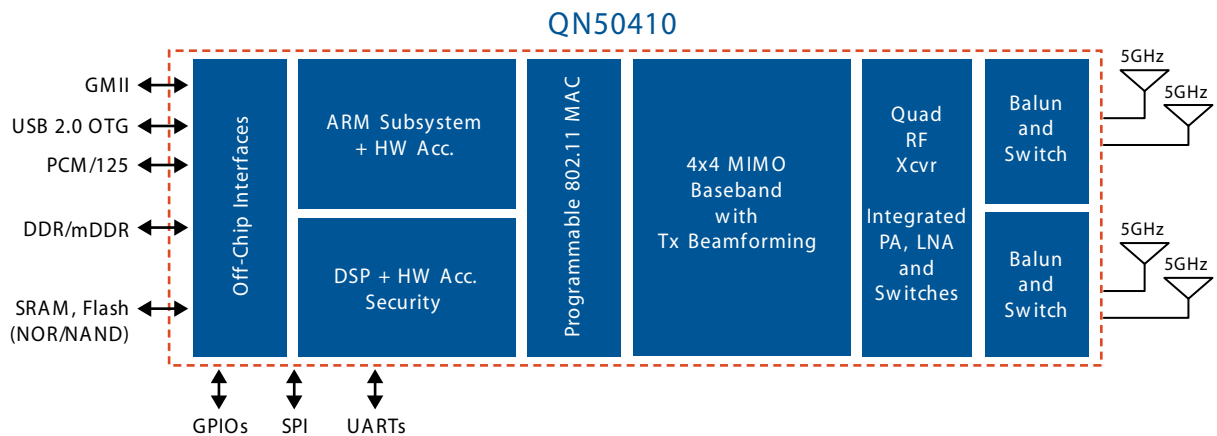 QN50410
GMII
USB 2.0 OTG
PCM/125
DDR/mDDR
SRAM, Flash
(NOR/NAND)
Off-Chip Interfaces
ARM Subsystem
+ HW Acc.
DSP + HW Acc.
Security
Programmable 802.11 MAC
4x4 MIMO
Baseband
with
Tx Beamforming
Quad
RF
Xcvr
Integrated
PA, LNA
and
Switches
Balun
and
Switch
Balun
and
Switch
5GHz
5GHz
5GHz
5GHz
GPIOs
SPI
UARTs